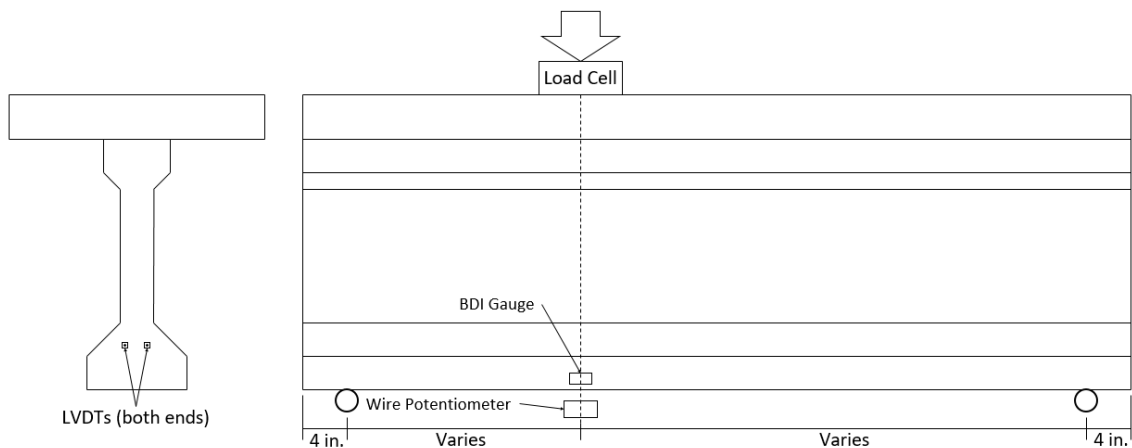 Load Cell
BDI Gauge
LVDTs (both ends)
Wire Potentiometer
4 in.
Varies
Varies
4 in.